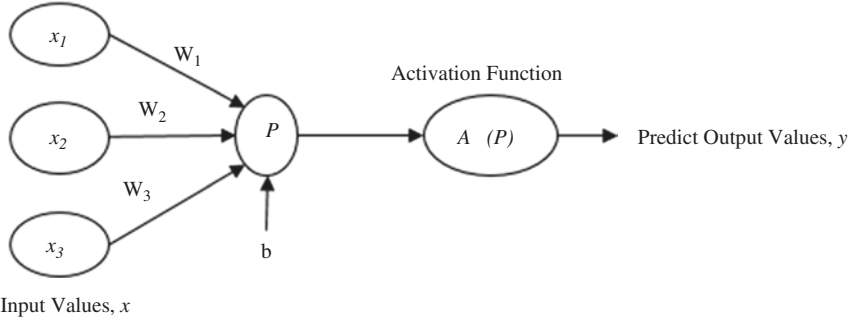 x1
W1
Activation Function
W2
x2
P
A (P)
Predict Output Values, y
W3
x3
b
Input Values, x